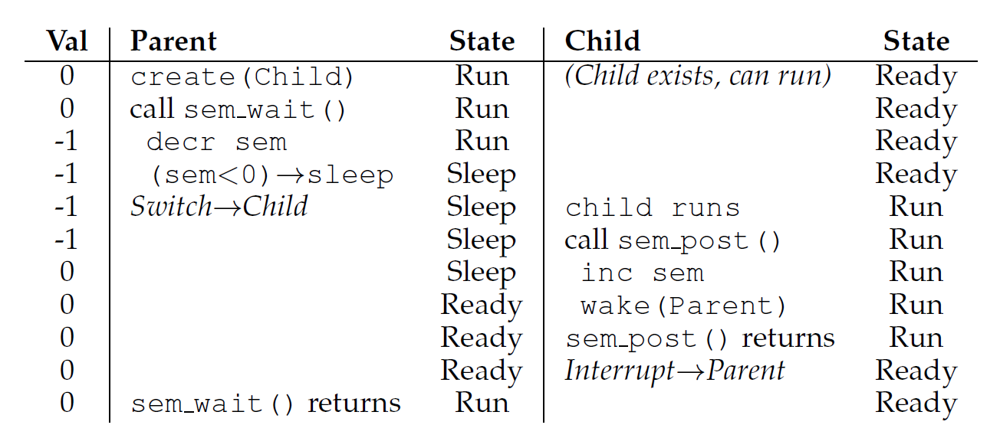 Val Parent State Child State
0 create(Child) Run (Child exists, can run) Ready
0 call sem_wait() Run Ready
-1 decr sem Run Ready
-1 (sem<0)→sleep Sleep Ready
-1 Switch→Child Sleep child runs Run
-1 Sleep call sem_post() Run
0 Sleep inc sem Run
0 Ready wake(Parent) Run
0 Ready sem_post() returns Run
0 Ready Interrupt→Parent Ready
0 sem_wait() returns Run Ready